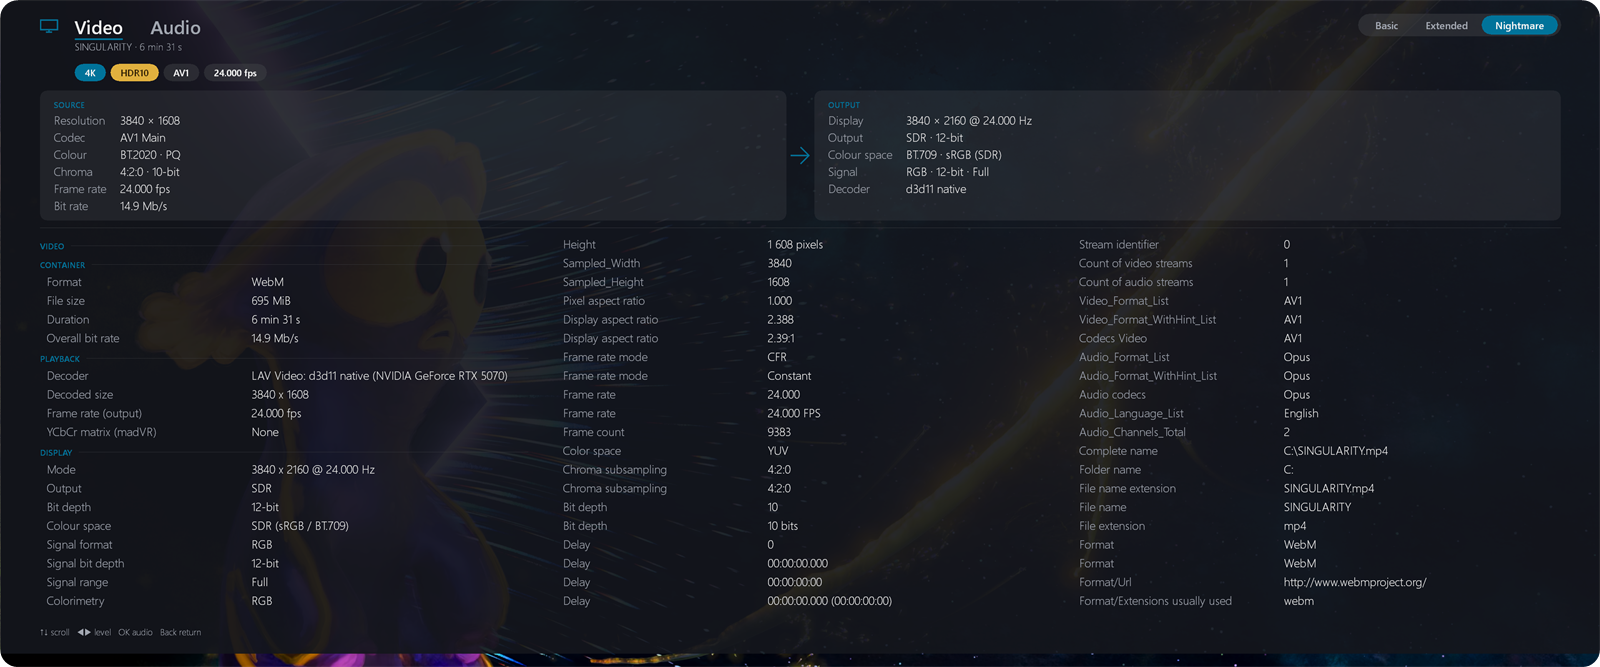 Video Audio
SINGULARITY · 6 min 31 s
Basic Extended Nightmare
4K HDR10 AV1 24.000 fps
SOURCE
Resolution 3840 × 1608
Codec AV1 Main
Colour BT.2020 · PQ
Chroma 4:2:0 · 10-bit
Frame rate 24.000 fps
Bit rate 14.9 Mb/s
OUTPUT
Display 3840 × 2160 @ 24.000 Hz
Output SDR · 12-bit
Colour space BT.709 · sRGB (SDR)
Signal RGB · 12-bit · Full
Decoder d3d11 native
VIDEO
CONTAINER
Format WebM
File size 695 MiB
Duration 6 min 31 s
Overall bit rate 14.9 Mb/s
PLAYBACK
Decoder LAV Video: d3d11 native (NVIDIA GeForce RTX 5070)
Decoded size 3840 x 1608
Frame rate (output) 24.000 fps
YCbCr matrix (madVR) None
DISPLAY
Mode 3840 x 2160 @ 24.000 Hz
Output SDR
Bit depth 12-bit
Colour space SDR (sRGB / BT.709)
Signal format RGB
Signal bit depth 12-bit
Signal range Full
Colorimetry RGB
Height 1 608 pixels
Sampled_Width 3840
Sampled_Height 1608
Pixel aspect ratio 1.000
Display aspect ratio 2.388
Display aspect ratio 2.39:1
Frame rate mode CFR
Frame rate mode Constant
Frame rate 24.000
Frame rate 24.000 FPS
Frame count 9383
Color space YUV
Chroma subsampling 4:2:0
Chroma subsampling 4:2:0
Bit depth 10
Bit depth 10 bits
Delay 0
Delay 00:00:00.000
Delay 00:00:00:00
Delay 00:00:00.000 (00:00:00:00)
Stream identifier 0
Count of video streams 1
Count of audio streams 1
Video_Format_List AV1
Video_Format_WithHint_List AV1
Codecs Video AV1
Audio_Format_List Opus
Audio_Format_WithHint_List Opus
Audio codecs Opus
Audio_Language_List English
Audio_Channels_Total 2
Complete name C:\SINGULARITY.mp4
Folder name C:
File name extension SINGULARITY.mp4
File name SINGULARITY
File extension mp4
Format WebM
Format WebM
Format/Url http://www.webmproject.org/
Format/Extensions usually used webm
↑↓ scroll ◀▶ level OK audio Back return